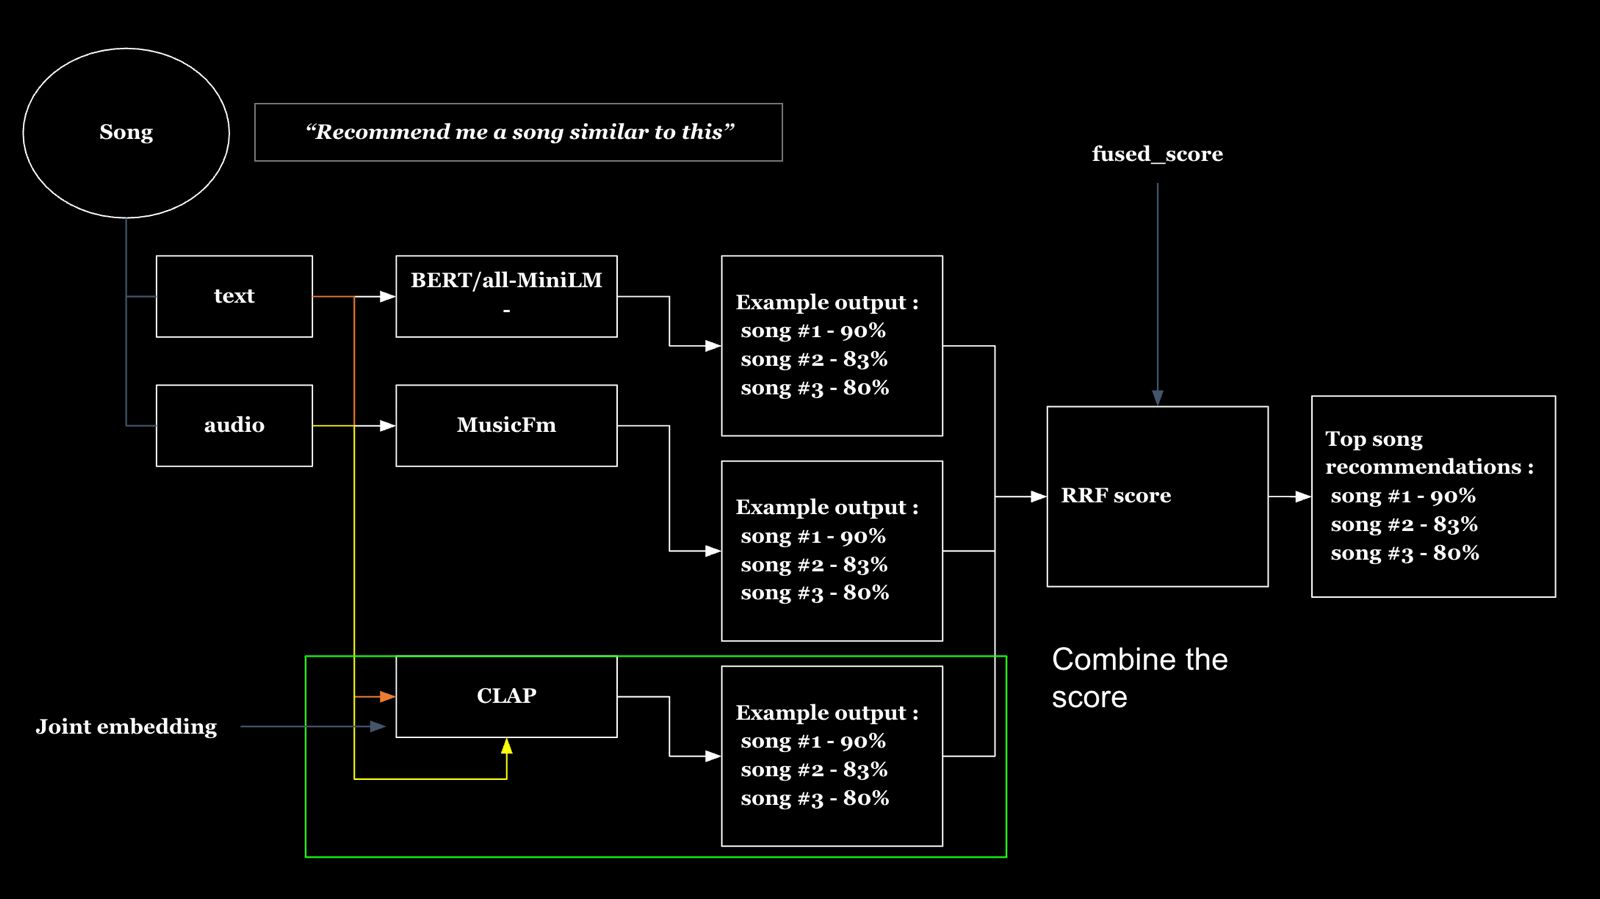 Song
“Recommend me a song similar to this”
fused_score
text
BERT/all-MiniLM
-
Example output :
song #1 - 90%
song #2 - 83%
song #3 - 80%
audio
MusicFm
Example output :
song #1 - 90%
song #2 - 83%
song #3 - 80%
RRF score
Top song
recommendations :
song #1 - 90%
song #2 - 83%
song #3 - 80%
Combine the
score
Joint embedding
CLAP
Example output :
song #1 - 90%
song #2 - 83%
song #3 - 80%